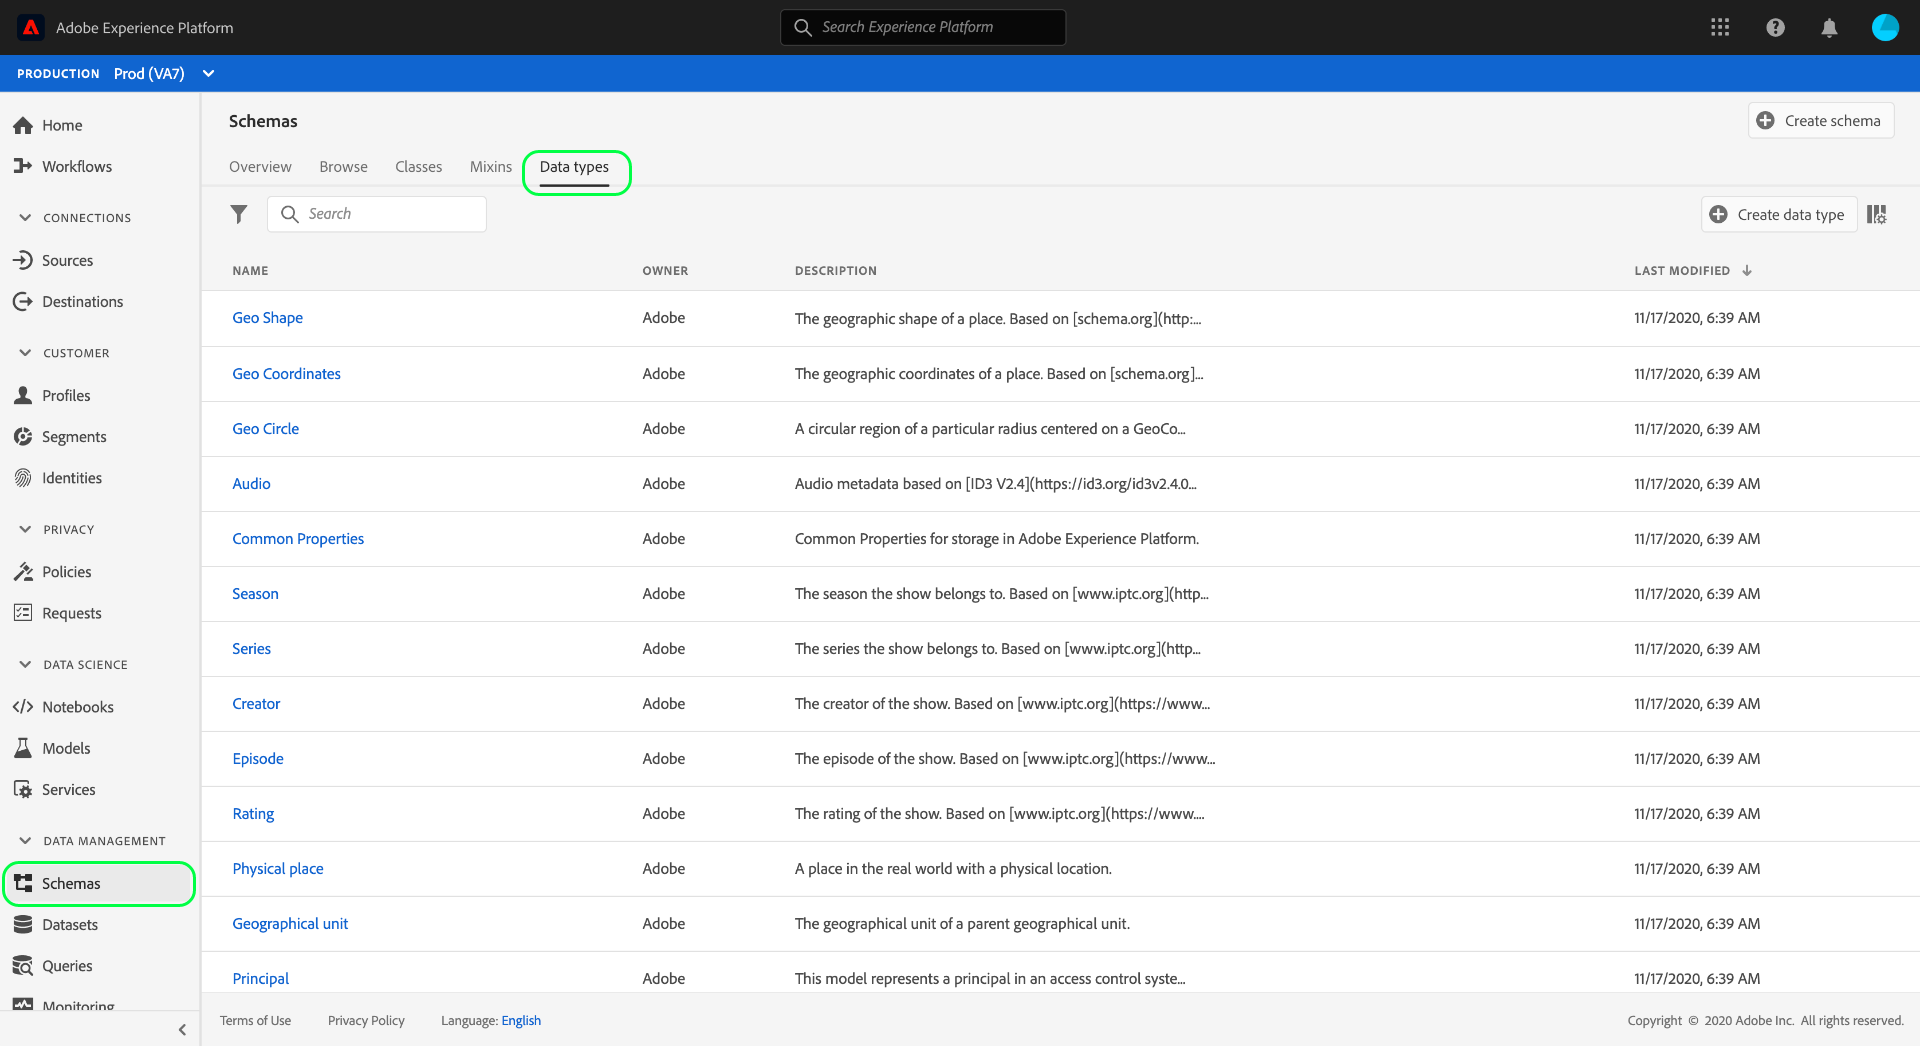 Adobe Experience Platform
Search Experience Platform
PRODUCTION Prod (VA7)
Home
Workflows
CONNECTIONS
Sources
Destinations
CUSTOMER
Profiles
Segments
Identities
PRIVACY
Policies
Requests
DATA SCIENCE
Notebooks
Models
Services
DATA MANAGEMENT
Schemas
Datasets
Queries
Monitoring
Schemas
Create schema
Overview Browse Classes Mixins Data types
Search
Create data type
NAME OWNER DESCRIPTION LAST MODIFIED
Geo Shape Adobe The geographic shape of a place. Based on [schema.org](http:... 11/17/2020, 6:39 AM
Geo Coordinates Adobe The geographic coordinates of a place. Based on [schema.org]... 11/17/2020, 6:39 AM
Geo Circle Adobe A circular region of a particular radius centered on a GeoCo... 11/17/2020, 6:39 AM
Audio Adobe Audio metadata based on [ID3 V2.4](https://id3.org/id3v2.4.0... 11/17/2020, 6:39 AM
Common Properties Adobe Common Properties for storage in Adobe Experience Platform. 11/17/2020, 6:39 AM
Season Adobe The season the show belongs to. Based on [www.iptc.org](http... 11/17/2020, 6:39 AM
Series Adobe The series the show belongs to. Based on [www.iptc.org](http... 11/17/2020, 6:39 AM
Creator Adobe The creator of the show. Based on [www.iptc.org](https://www... 11/17/2020, 6:39 AM
Episode Adobe The episode of the show. Based on [www.iptc.org](https://www... 11/17/2020, 6:39 AM
Rating Adobe The rating of the show. Based on [www.iptc.org](https://www.... 11/17/2020, 6:39 AM
Physical place Adobe A place in the real world with a physical location. 11/17/2020, 6:39 AM
Geographical unit Adobe The geographical unit of a parent geographical unit. 11/17/2020, 6:39 AM
Principal Adobe This model represents a principal in an access control syste... 11/17/2020, 6:39 AM
Terms of Use Privacy Policy Language: English Copyright © 2020 Adobe Inc. All rights reserved.